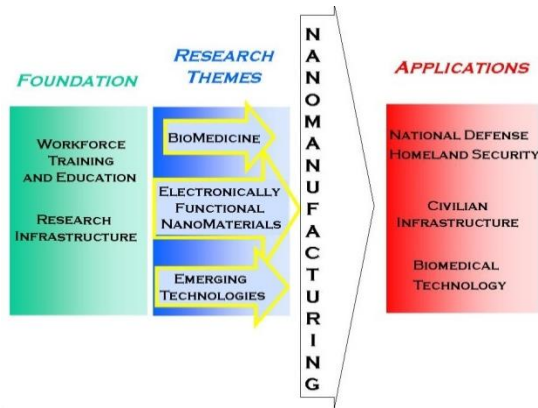 FOUNDATION
WORKFORCE
TRAINING
AND EDUCATION
RESEARCH
INFRASTRUCTURE
RESEARCH
THEMES
BIOMEDICINE
ELECTRONICALLY
FUNCTIONAL
NANOMATERIALS
EMERGING
TECHNOLOGIES
NANOMANUFACTURING
APPLICATIONS
NATIONAL DEFENSE
HOMELAND SECURITY
CIVILIAN
INFRASTRUCTURE
BIOMEDICAL
TECHNOLOGY